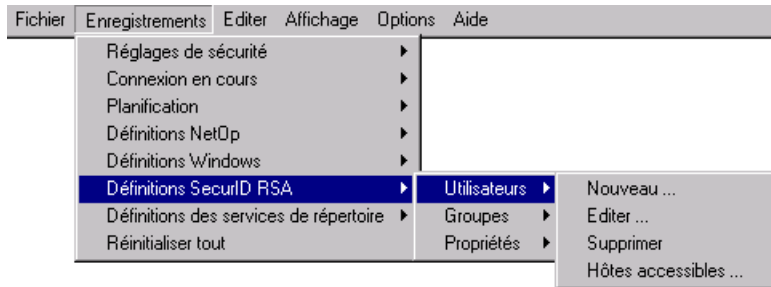 Fichier Enregistrements Editer Affichage Options Aide
Réglages de sécurité
Connexion en cours
Planification
Définitions NetOp
Définitions Windows
Définitions SecurID RSA
Définitions des services de répertoire
Réinitialiser tout
Utilisateurs
Groupes
Propriétés
Nouveau ...
Editer ...
Supprimer
Hôtes accessibles ...